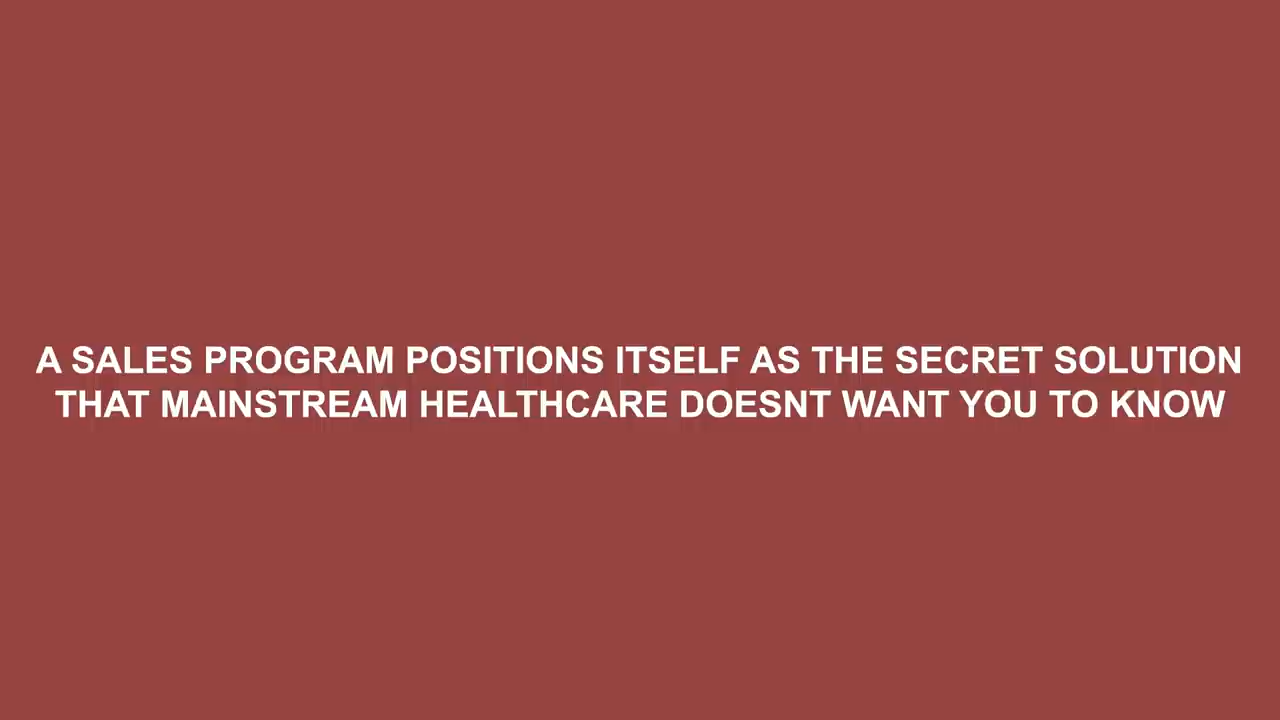 A SALES PROGRAM POSITIONS ITSELF AS THE SECRET SOLUTION
THAT MAINSTREAM HEALTHCARE DOESNT WANT YOU TO KNOW